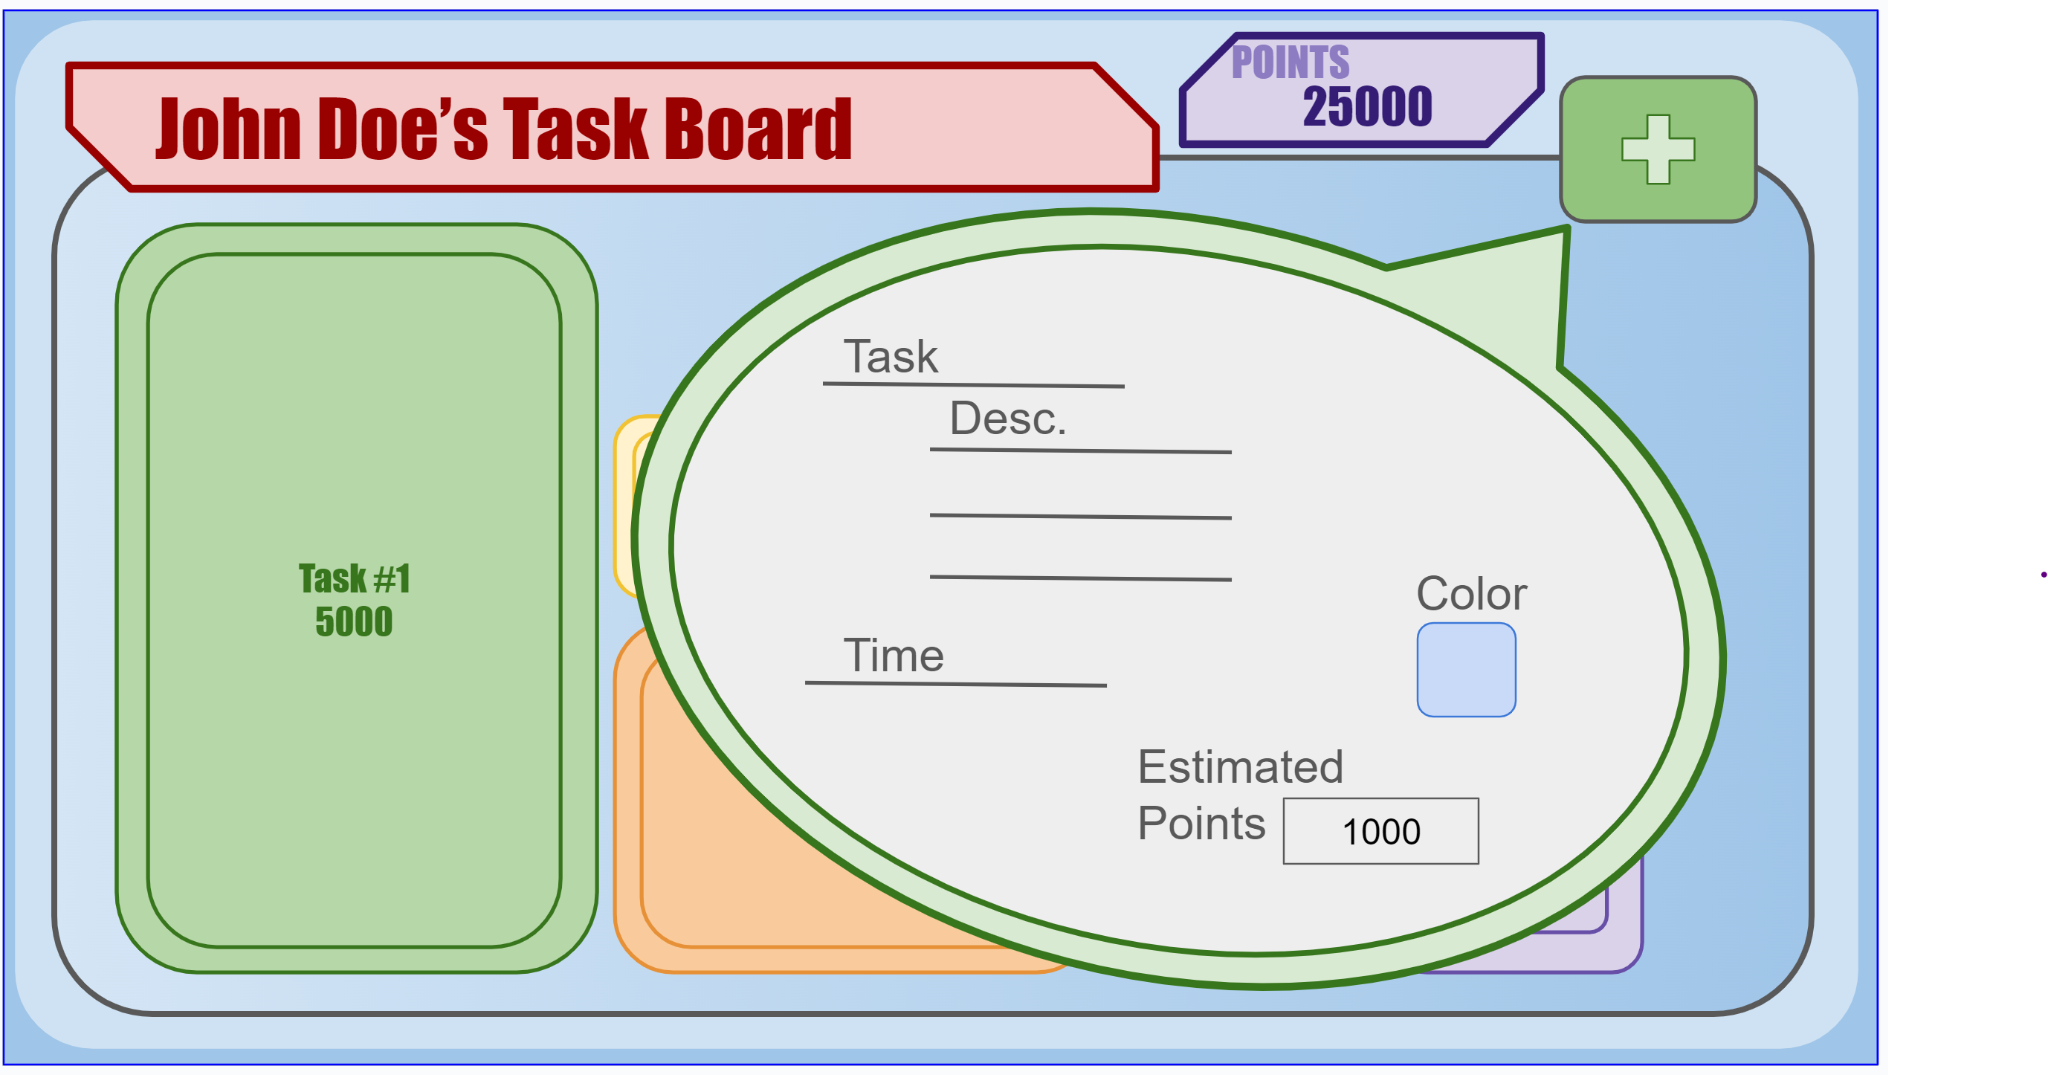 John Doe’s Task Board
POINTS
25000
Task #1
5000
Task
Desc.
Time
Color
Estimated
Points
1000